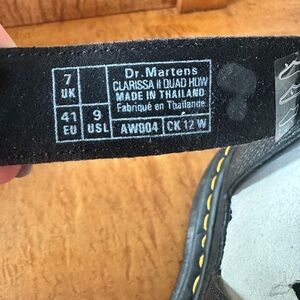 7
UK
41
EU
9
USL
Dr.Martens
CLARISSA II QUAD HDW
MADE IN THAILAND
Fabriqué en Thaïlande
AW004
CK 12 W